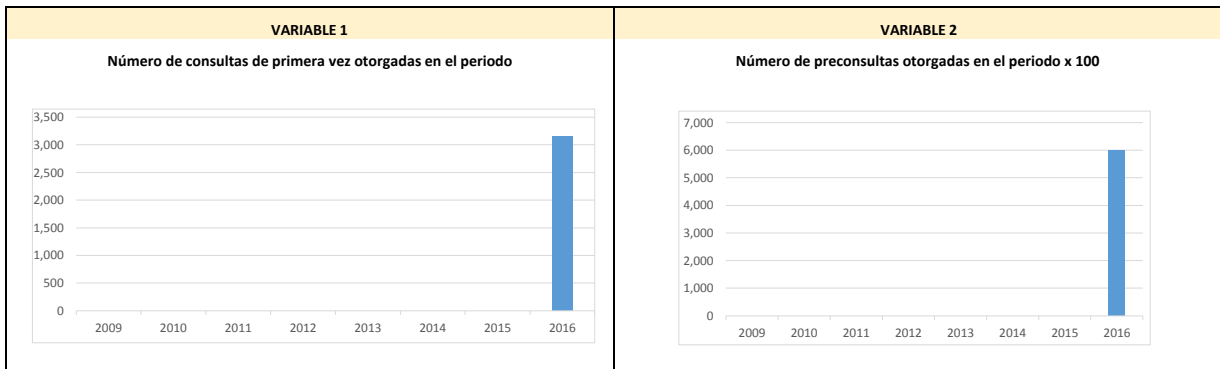 VARIABLE 1
Número de consultas de primera vez otorgadas en el periodo
3,500
3,000
2,500
2,000
1,500
1,000
500
0
2009 2010 2011 2012 2013 2014 2015 2016
VARIABLE 2
Número de preconsultas otorgadas en el periodo x 100
7,000
6,000
5,000
4,000
3,000
2,000
1,000
0
2009 2010 2011 2012 2013 2014 2015 2016